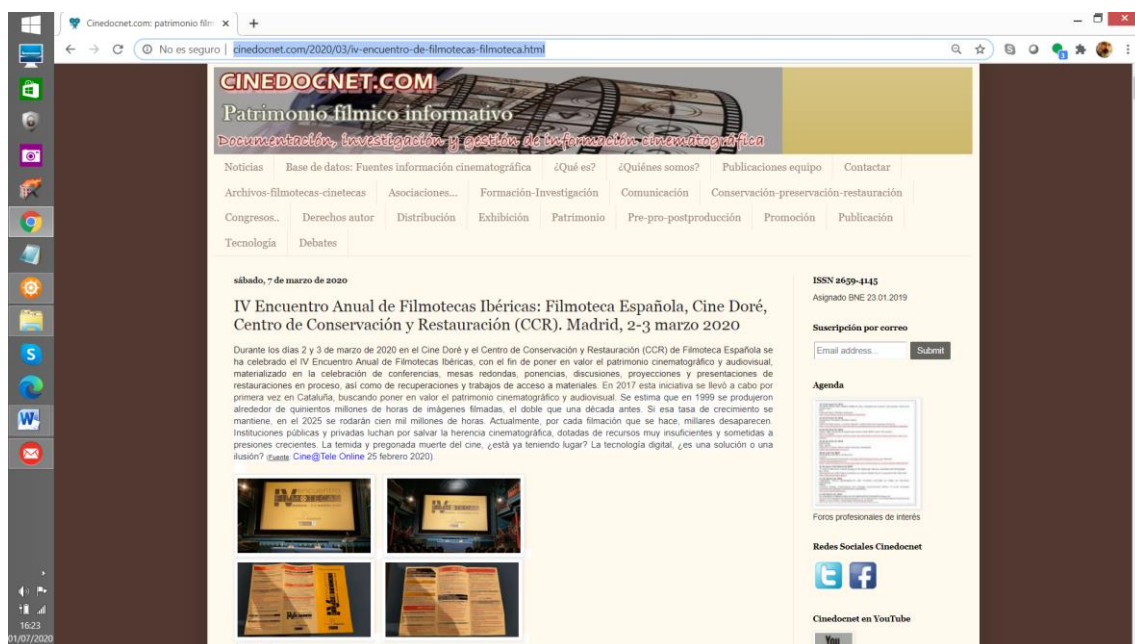 Cinedocnet.com: patrimonio film
No es seguro | cinedocnet.com/2020/03/iv-encuentro-de-filmotecas-filmoteca.html
CINEDOCNET.COM
Patrimonio fílmico informativo
Documentación, investigación y gestión de información cinematográfica
Noticias Base de datos: Fuentes información cinematográfica ¿Qué es? ¿Quiénes somos? Publicaciones equipo Contactar
Archivos-filmotecas-cinetecas Asociaciones... Formación-Investigación Comunicación Conservación-preservación-restauración
Congresos.. Derechos autor Distribución Exhibición Patrimonio Pre-pro-postproducción Promoción Publicación
Tecnología Debates
sábado, 7 de marzo de 2020
IV Encuentro Anual de Filmotecas Ibéricas: Filmoteca Española, Cine Doré,
Centro de Conservación y Restauración (CCR). Madrid, 2-3 marzo 2020
Durante los días 2 y 3 de marzo de 2020 en el Cine Doré y el Centro de Conservación y Restauración (CCR) de Filmoteca Española se
ha celebrado el IV Encuentro Anual de Filmotecas Ibéricas, con el fin de poner en valor el patrimonio cinematográfico y audiovisual,
materializado en la celebración de conferencias, mesas redondas, ponencias, discusiones, proyecciones y presentaciones de
restauraciones en proceso, así como de recuperaciones y trabajos de acceso a materiales. En 2017 esta iniciativa se llevó a cabo por
primera vez en Cataluña, buscando poner en valor el patrimonio cinematográfico y audiovisual. Se estima que en 1999 se produjeron
alrededor de quinientos millones de horas de imágenes filmadas, el doble que una década antes. Si esa tasa de crecimiento se
mantiene, en el 2025 se rodarán cien mil millones de horas. Actualmente, por cada filmación que se hace, millares desaparecen.
Instituciones públicas y privadas luchan por salvar la herencia cinematográfica, dotadas de recursos muy insuficientes y sometidas a
presiones crecientes. La temida y pregonada muerte del cine, ¿está ya teniendo lugar? La tecnología digital, ¿es una solución o una
ilusión? (Fuente: Cine@Tele Online 25 febrero 2020).
ISSN 2659-4145
Asignado BNE 23.01.2019
Suscripción por correo
Email address... Submit
Agenda
Foros profesionales de interés
Redes Sociales Cinedocnet
Cinedocnet en YouTube
You
16:23
01/07/2020